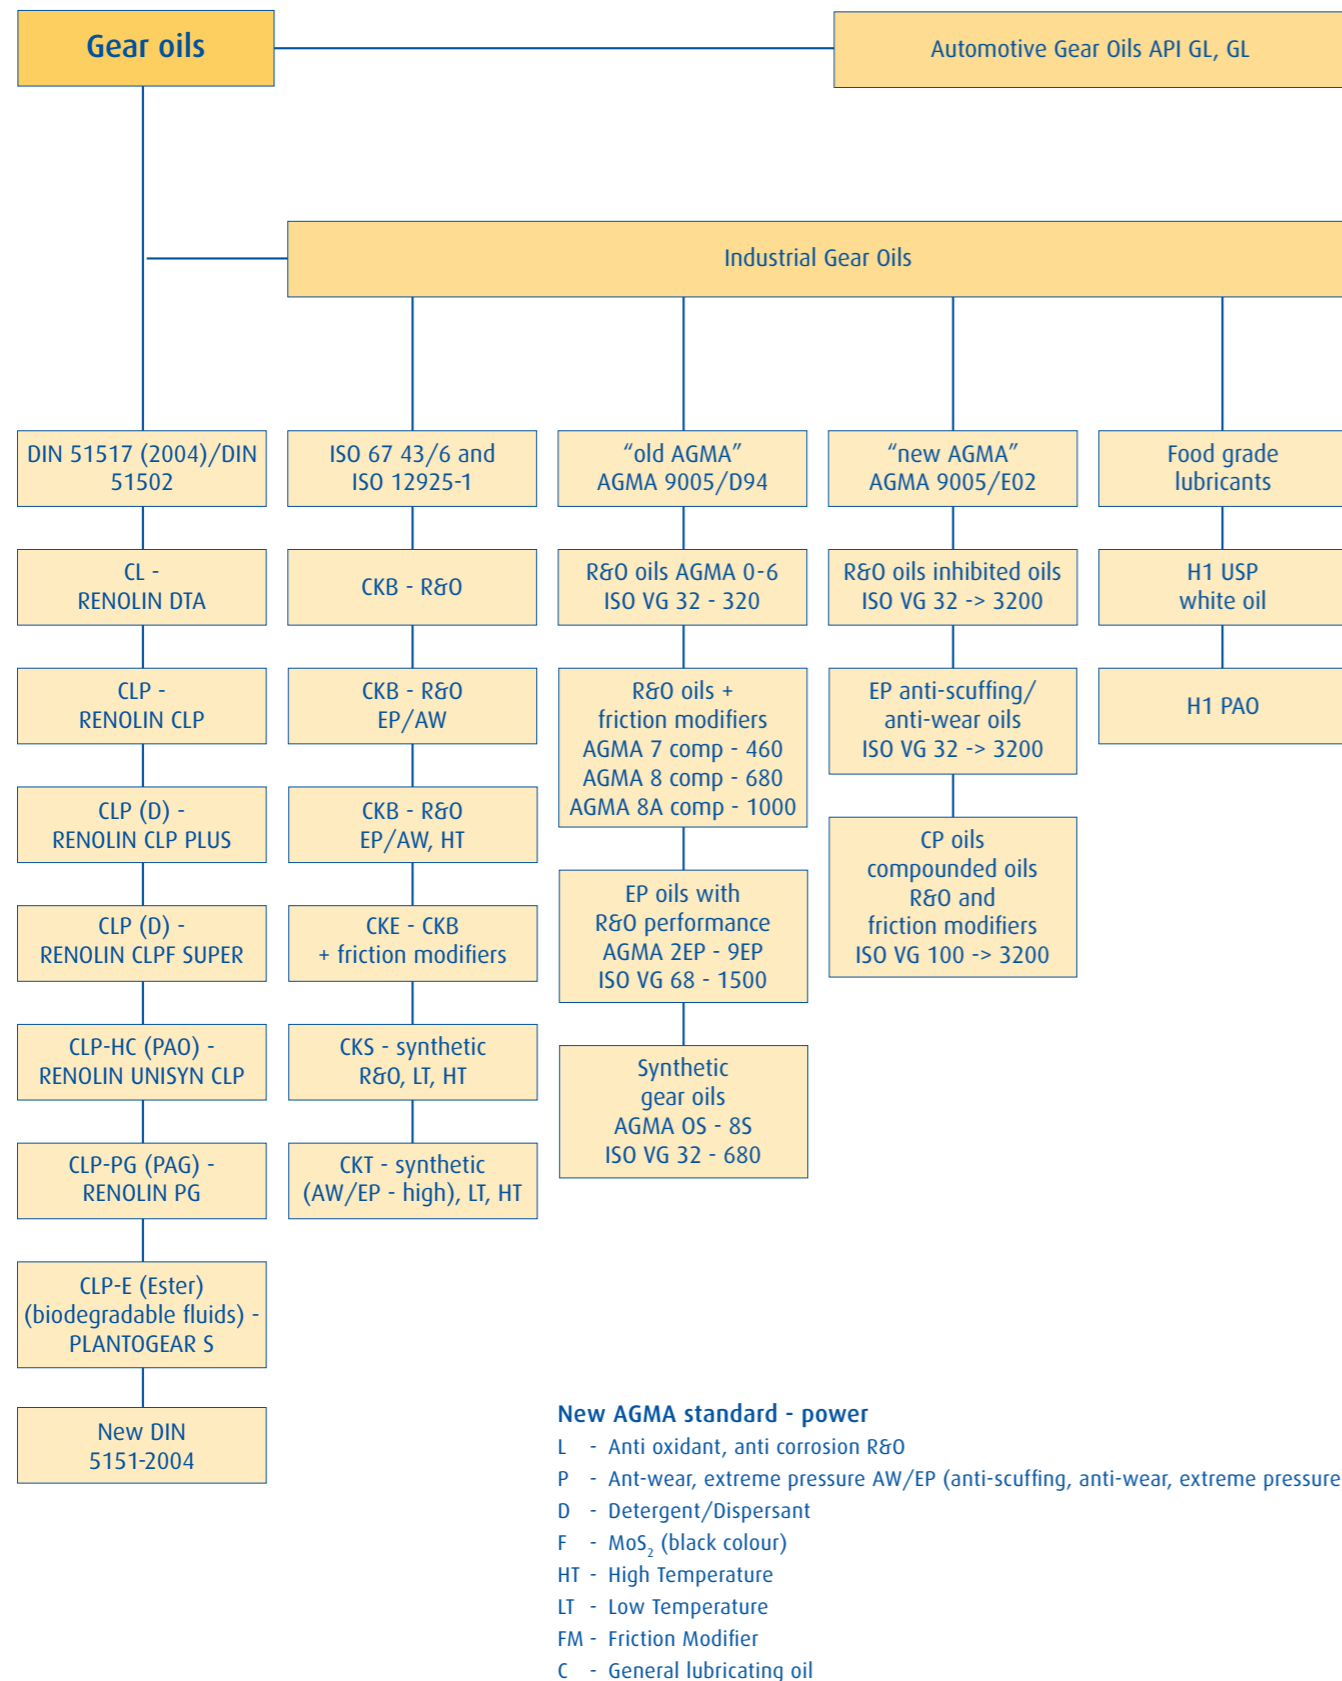 Gear oils
Automotive Gear Oils API GL, GL
Industrial Gear Oils
DIN 51517 (2004)/DIN
51502
CL -
RENOLIN DTA
CLP -
RENOLIN CLP
CLP (D) -
RENOLIN CLP PLUS
CLP (D) -
RENOLIN CLPF SUPER
CLP-HC (PAO) -
RENOLIN UNISYN CLP
CLP-PG (PAG) -
RENOLIN PG
CLP-E (Ester)
(biodegradable fluids) -
PLANTOGEAR S
New DIN
5151-2004
ISO 67 43/6 and
ISO 12925-1
CKB - R&O
CKB - R&O
EP/AW
CKB - R&O
EP/AW, HT
CKE - CKB
+ friction modifiers
CKS - synthetic
R&O, LT, HT
CKT - synthetic
(AW/EP - high), LT, HT
“old AGMA”
AGMA 9005/D94
R&O oils AGMA 0-6
ISO VG 32 - 320
R&O oils +
friction modifiers
AGMA 7 comp - 460
AGMA 8 comp - 680
AGMA 8A comp - 1000
EP oils with
R&O performance
AGMA 2EP - 9EP
ISO VG 68 - 1500
Synthetic
gear oils
AGMA OS - 8S
ISO VG 32 - 680
“new AGMA”
AGMA 9005/E02
R&O oils inhibited oils
ISO VG 32 -> 3200
EP anti-scuffing/
anti-wear oils
ISO VG 32 -> 3200
CP oils
compounded oils
R&O and
friction modifiers
ISO VG 100 -> 3200
Food grade
lubricants
H1 USP
white oil
H1 PAO
New AGMA standard - power
L - Anti oxidant, anti corrosion R&O
P - Ant-wear, extreme pressure AW/EP (anti-scuffing, anti-wear, extreme pressure
D - Detergent/Dispersant
F - MoS₂ (black colour)
HT - High Temperature
LT - Low Temperature
FM - Friction Modifier
C - General lubricating oil